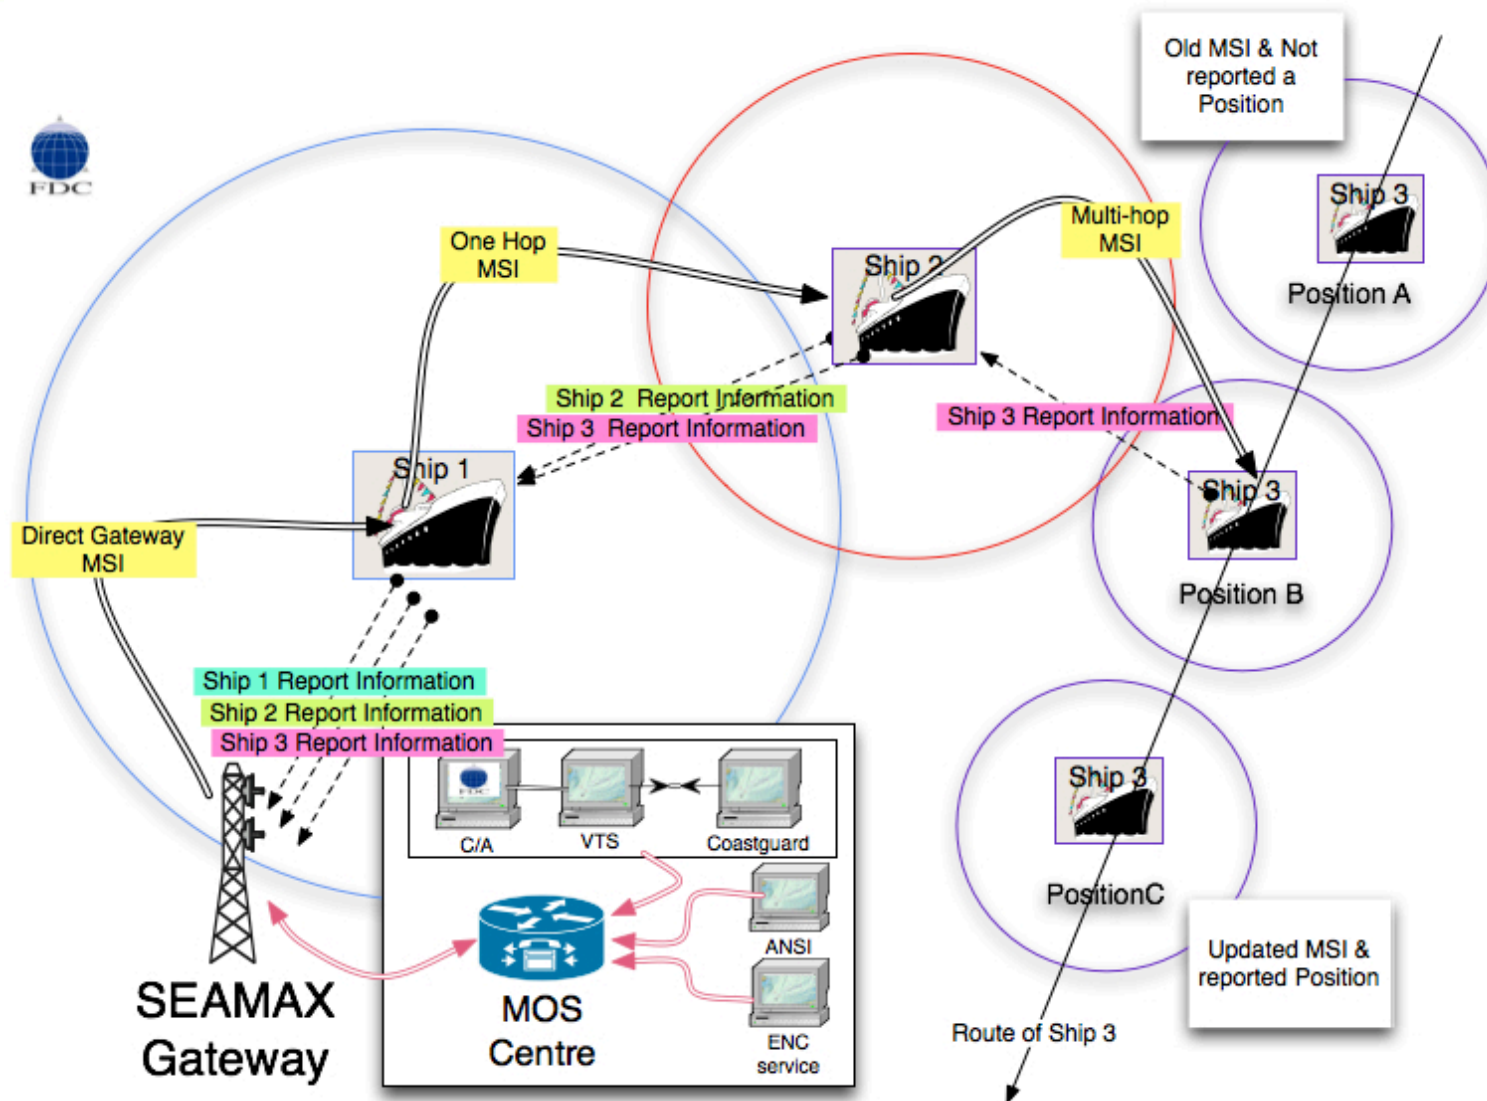 Old MSI & Not
reported a
Position
FDC
Ship 3
Position A
One Hop
MSI
Multi-hop
MSI
Ship 2
Ship 2 Report Information
Ship 3 Report Information
Ship 3 Report Information
Ship 1
Ship 3
Direct Gateway
MSI
Position B
Ship 1 Report Information
Ship 2 Report Information
Ship 3 Report Information
FDC
C/A
VTS
Coastguard
Ship 3
PositionC
ANSI
Updated MSI &
reported Position
SEAMAX
Gateway
MOS
Centre
ENC
service
Route of Ship 3